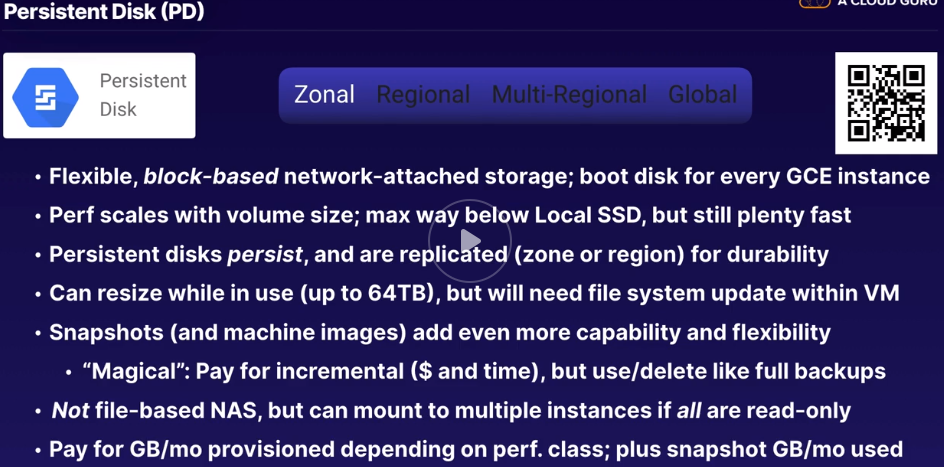 Persistent Disk (PD)
A CLOUD GURU
Persistent
Disk
Zonal Regional Multi-Regional Global
• Flexible, block-based network-attached storage; boot disk for every GCE instance
• Perf scales with volume size; max way below Local SSD, but still plenty fast
• Persistent disks persist, and are replicated (zone or region) for durability
• Can resize while in use (up to 64TB), but will need file system update within VM
• Snapshots (and machine images) add even more capability and flexibility
• “Magical”: Pay for incremental ($ and time), but use/delete like full backups
• Not file-based NAS, but can mount to multiple instances if all are read-only
• Pay for GB/mo provisioned depending on perf. class; plus snapshot GB/mo used